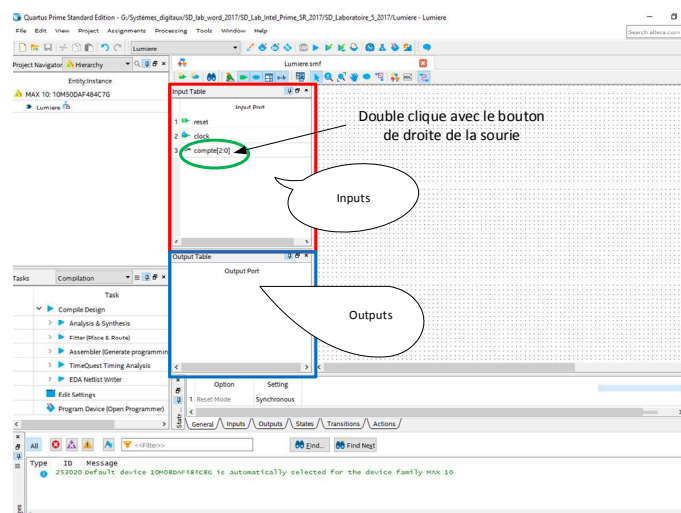 Quartus Prime Standard Edition - G:/Systèmes_digitaux/SD_lab_word_2017/SD_Lab_Intel_Prime_SR_2017/SD_Laboratoire_5_2017/Lumiere - Lumiere
File Edit View Project Assignments Processing Tools Window Help
Search altera.com
Lumiere
Project Navigator Hierarchy
Lumiere.smf
Entity:Instance
MAX 10: 10M50DAF484C7G
Lumiere
Input Table
Input Port
1 reset
2 clock
3 compte[2:0]
Double clique avec le bouton
de droite de la sourie
Inputs
Output Table
Output Port
Outputs
Tasks Compilation
Task
Compile Design
Analysis & Synthesis
Fitter (Place & Route)
Assembler (Generate programmin
TimeQuest Timing Analysis
EDA Netlist Writer
Edit Settings
Program Device (Open Programmer)
Option Setting
1 Reset Mode Synchronous
State
General Inputs Outputs States Transitions Actions
All <<Filter>> Find... Find Next
Type ID Message
253020 Default device 10M08DAF484C8G is automatically selected for the device family MAX 10